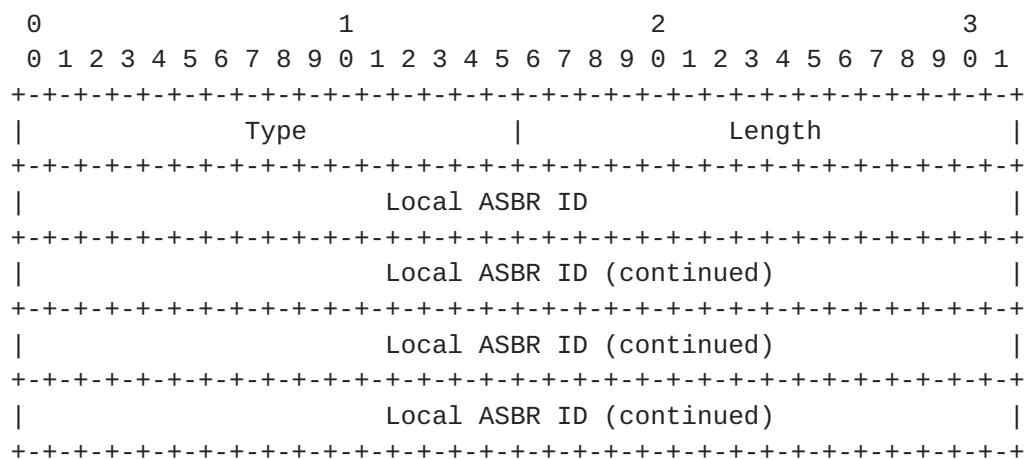 0                   1                   2                   3
 0 1 2 3 4 5 6 7 8 9 0 1 2 3 4 5 6 7 8 9 0 1 2 3 4 5 6 7 8 9 0 1
+-+-+-+-+-+-+-+-+-+-+-+-+-+-+-+-+-+-+-+-+-+-+-+-+-+-+-+-+-+-+-+-+
|              Type             |             Length            |
+-+-+-+-+-+-+-+-+-+-+-+-+-+-+-+-+-+-+-+-+-+-+-+-+-+-+-+-+-+-+-+-+
|                       Local ASBR ID                           |
+-+-+-+-+-+-+-+-+-+-+-+-+-+-+-+-+-+-+-+-+-+-+-+-+-+-+-+-+-+-+-+-+
|                       Local ASBR ID (continued)               |
+-+-+-+-+-+-+-+-+-+-+-+-+-+-+-+-+-+-+-+-+-+-+-+-+-+-+-+-+-+-+-+-+
|                       Local ASBR ID (continued)               |
+-+-+-+-+-+-+-+-+-+-+-+-+-+-+-+-+-+-+-+-+-+-+-+-+-+-+-+-+-+-+-+-+
|                       Local ASBR ID (continued)               |
+-+-+-+-+-+-+-+-+-+-+-+-+-+-+-+-+-+-+-+-+-+-+-+-+-+-+-+-+-+-+-+-+